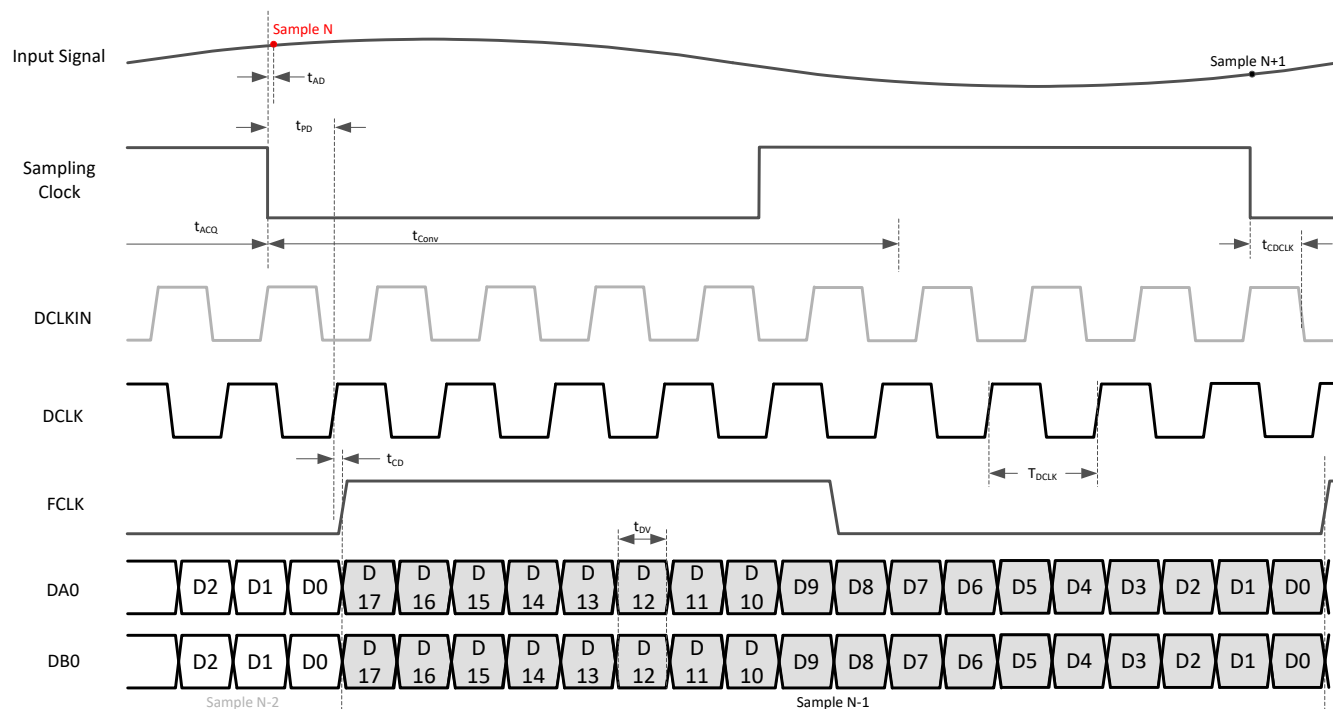 Sample N
Input Signal
Sample N+1
tAD
tPD
Sampling
Clock
tACQ
tConv
tCDCLK
DCLKIN
DCLK
tCD
TDCLK
FCLK
tDV
DA0
D2 D1 D0 D 17 D 16 D 15 D 14 D 13 D 12 D 11 D 10 D9 D8 D7 D6 D5 D4 D3 D2 D1 D0
DB0
D2 D1 D0 D 17 D 16 D 15 D 14 D 13 D 12 D 11 D 10 D9 D8 D7 D6 D5 D4 D3 D2 D1 D0
Sample N-2
Sample N-1